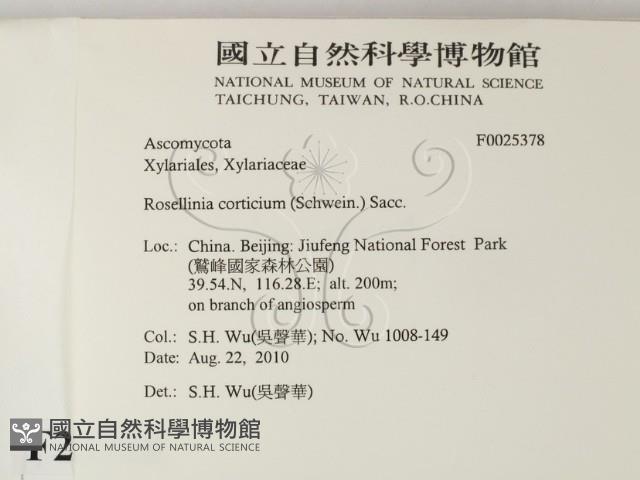 國立自然科學博物館
NATIONAL MUSEUM OF NATURAL SCIENCE
TAICHUNG, TAIWAN, R.O.CHINA
Ascomycota F0025378
Xylariales, Xylariaceae
Rosellinia corticium (Schwein.) Sacc.
Loc.: China. Beijing: Jiufeng National Forest Park
(鷲峰國家森林公園)
39.54.N, 116.28.E; alt. 200m;
on branch of angiosperm
Col.: S.H. Wu(吳聲華); No. Wu 1008-149
Date: Aug. 22, 2010
Det.: S.H. Wu(吳聲華)
國立自然科學博物館
NATIONAL MUSEUM OF NATURAL SCIENCE
F2